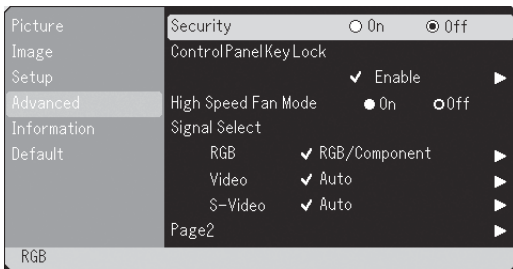 Picture
Image
Setup
Advanced
Information
Default
Security On Off
ControlPanelKeyLock
Enable
High Speed Fan Mode On Off
Signal Select
RGB RGB/Component
Video Auto
S-Video Auto
Page2
RGB